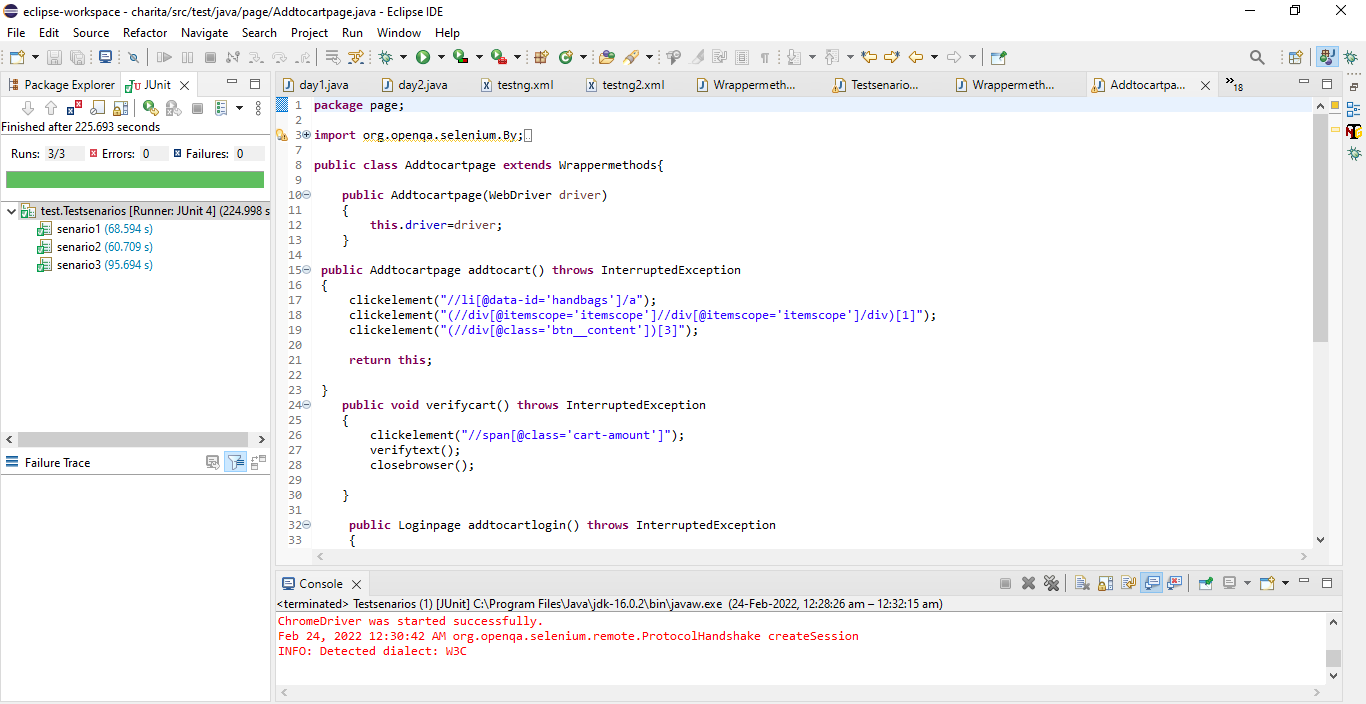 eclipse-workspace - charita/src/test/java/page/Addtocartpage.java - Eclipse IDE
File Edit Source Refactor Navigate Search Project Run Window Help
Package Explorer JUnit
Finished after 225.693 seconds
Runs: 3/3 Errors: 0 Failures: 0
test.Testsenarios [Runner: JUnit 4] (224.998 s
senario1 (68.594 s)
senario2 (60.709 s)
senario3 (95.694 s)
Failure Trace
day1.java day2.java testng.xml testng2.xml Wrappermeth... Testsenario... Wrappermeth... Addtocartpa... »18
1 package page;
2
3 import org.openqa.selenium.By;
7
8 public class Addtocartpage extends Wrappermethods{
9
10 public Addtocartpage(WebDriver driver)
11 {
12 this.driver=driver;
13 }
14
15 public Addtocartpage addtocart() throws InterruptedException
16 {
17 clickelement("//li[@data-id='handbags']/a");
18 clickelement("(//div[@itemscope='itemscope']//div[@itemscope='itemscope']/div)[1]");
19 clickelement("(//div[@class='btn__content'])[3]");
20
21 return this;
22
23 }
24 public void verifycart() throws InterruptedException
25 {
26 clickelement("//span[@class='cart-amount']");
27 verifytext();
28 closebrowser();
29
30 }
31
32 public Loginpage addtocartlogin() throws InterruptedException
33 {
Console
<terminated> Testsenarios (1) [JUnit] C:\Program Files\Java\jdk-16.0.2\bin\javaw.exe (24-Feb-2022, 12:28:26 am – 12:32:15 am)
ChromeDriver was started successfully.
Feb 24, 2022 12:30:42 AM org.openqa.selenium.remote.ProtocolHandshake createSession
INFO: Detected dialect: W3C